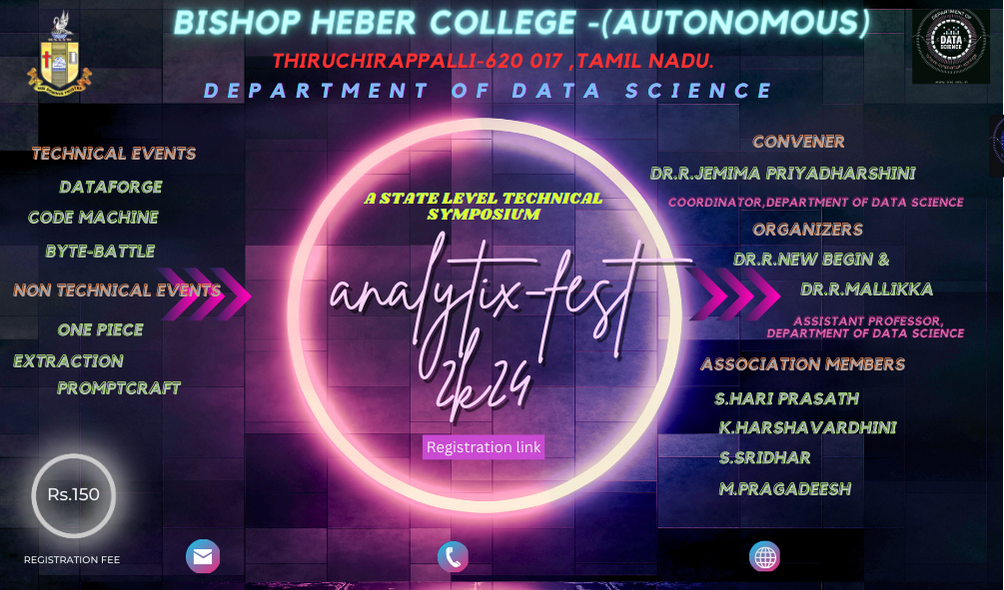 BISHOP HEBER COLLEGE -(AUTONOMOUS)
THIRUCHIRAPPALLI-620 017 ,TAMIL NADU.
DEPARTMENT OF DATA SCIENCE
DEPARTMENT OF
DATA
SCIENCE
TECHNICAL EVENTS
DATAFORGE
CODE MACHINE
BYTE-BATTLE
NON TECHNICAL EVENTS
ONE PIECE
EXTRACTION
PROMPTCRAFT
Rs.150
REGISTRATION FEE
A STATE LEVEL TECHNICAL
SYMPOSIUM
analytix-fest
2k24
Registration link
CONVENER
DR.R.JEMIMA PRIYADHARSHINI
COORDINATOR,DEPARTMENT OF DATA SCIENCE
ORGANIZERS
DR.R.NEW BEGIN &
DR.R.MALLIKKA
ASSISTANT PROFESSOR,
DEPARTMENT OF DATA SCIENCE
ASSOCIATION MEMBERS
S.HARI PRASATH
K.HARSHAVARDHINI
S.SRIDHAR
M.PRAGADEESH